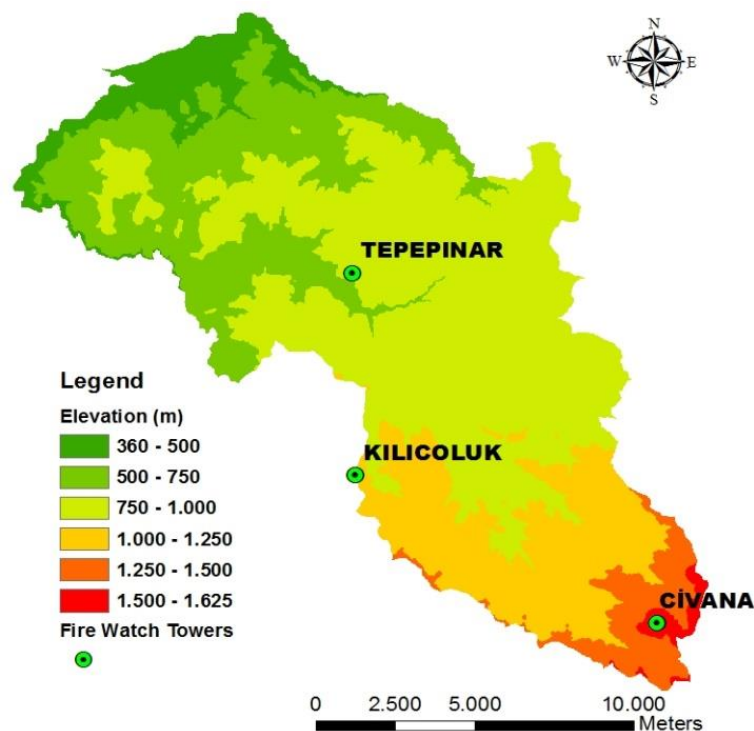 N
W E
S
TEPEPINAR
Legend
Elevation (m)
360 - 500
500 - 750
750 - 1.000
1.000 - 1.250
1.250 - 1.500
1.500 - 1.625
Fire Watch Towers
KILICOLUK
CİVANA
0 2.500 5.000 10.000
Meters